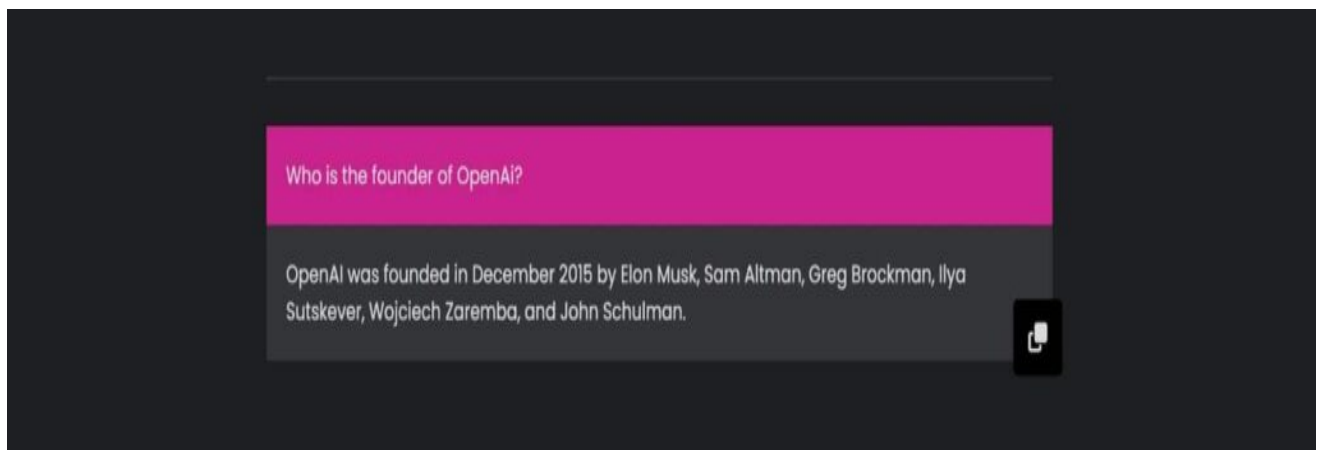 Who is the founder of OpenAi?
OpenAI was founded in December 2015 by Elon Musk, Sam Altman, Greg Brockman, Ilya
Sutskever, Wojciech Zaremba, and John Schulman.